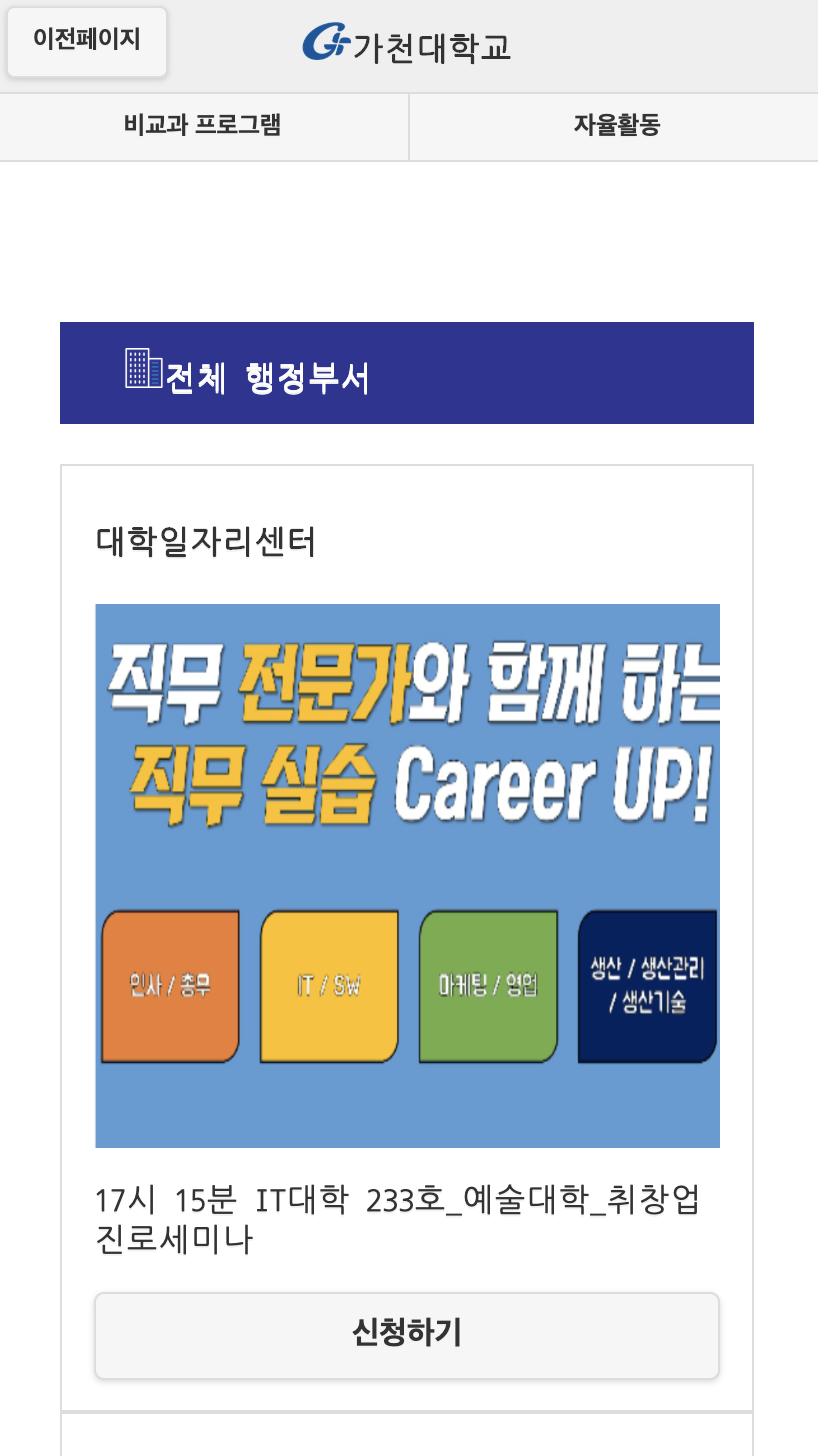 이전페이지
가천대학교
비교과 프로그램
자율활동
전체 행정부서
대학일자리센터
직무 전문가와 함께 하는
직무 실습 Career UP!
인사 / 총무
IT / SW
마케팅 / 영업
생산 / 생산관리
/ 생산기술
17시 15분 IT대학 233호_예술대학_취창업
진로세미나
신청하기